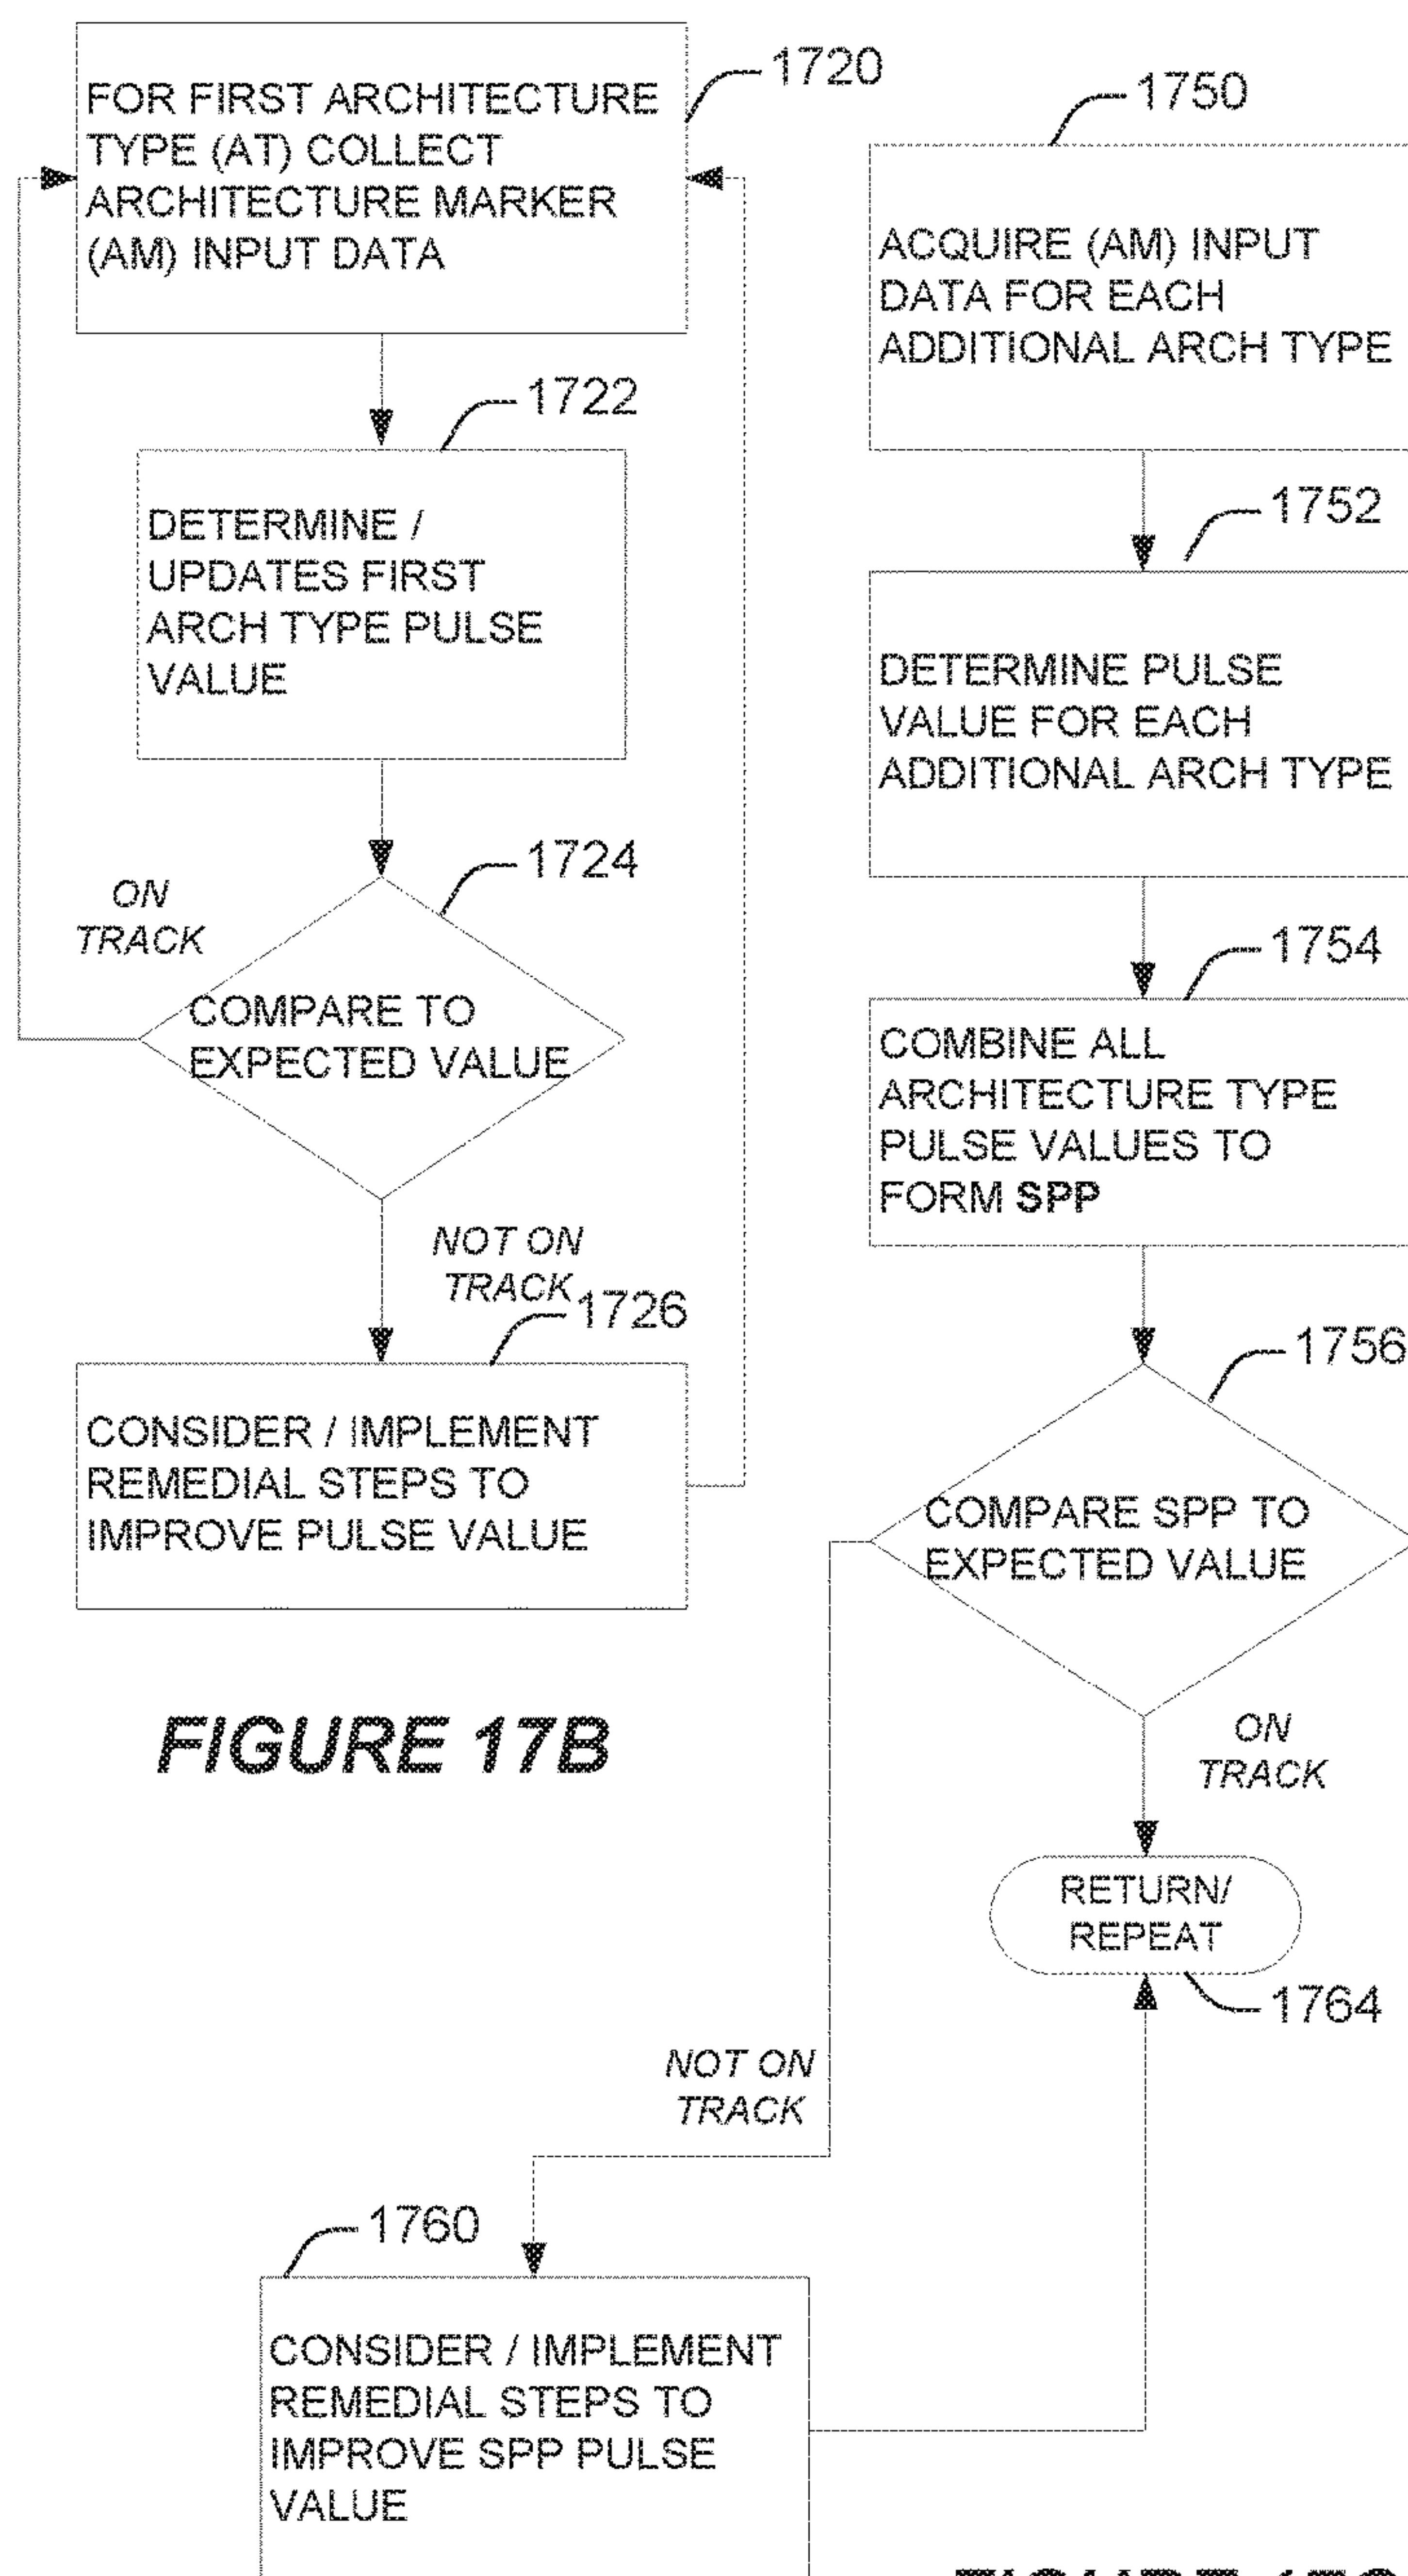 1720
FOR FIRST ARCHITECTURE
TYPE (AT) COLLECT
ARCHITECTURE MARKER
(AM) INPUT DATA
1722
DETERMINE /
UPDATES FIRST
ARCH TYPE PULSE
VALUE
1724
ON
TRACK
COMPARE TO
EXPECTED VALUE
NOT ON
TRACK
1726
CONSIDER / IMPLEMENT
REMEDIAL STEPS TO
IMPROVE PULSE VALUE
FIGURE 17B
1750
ACQUIRE (AM) INPUT
DATA FOR EACH
ADDITIONAL ARCH TYPE
1752
DETERMINE PULSE
VALUE FOR EACH
ADDITIONAL ARCH TYPE
1754
COMBINE ALL
ARCHITECTURE TYPE
PULSE VALUES TO
FORM SPP
1756
COMPARE SPP TO
EXPECTED VALUE
ON
TRACK
RETURN/
REPEAT
1764
NOT ON
TRACK
1760
CONSIDER / IMPLEMENT
REMEDIAL STEPS TO
IMPROVE SPP PULSE
VALUE